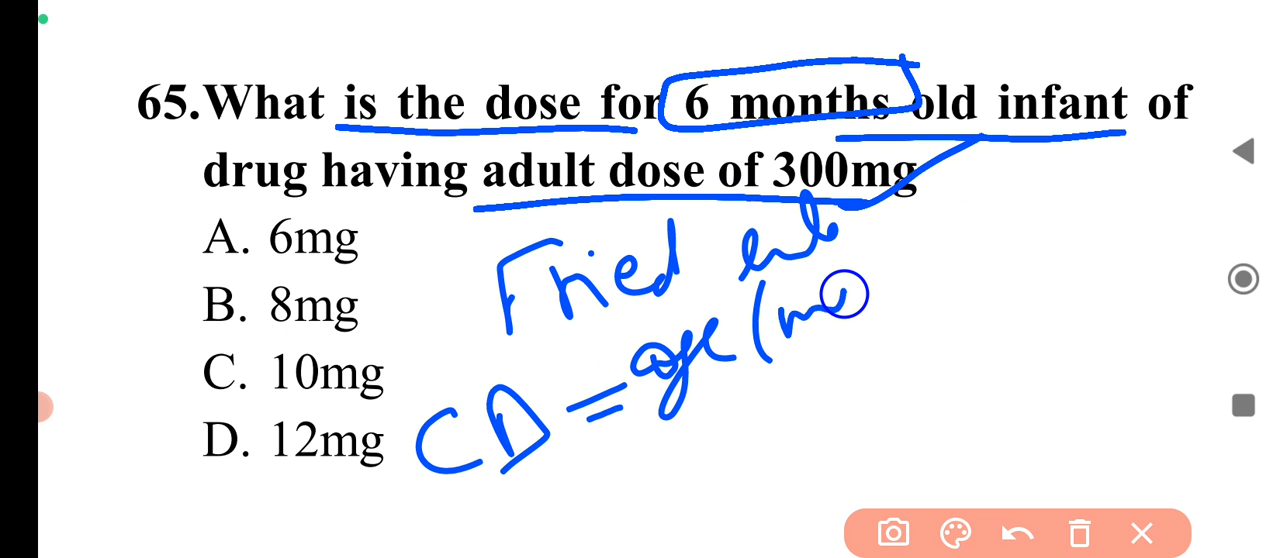 65.What is the dose for 6 months old infant of
drug having adult dose of 300mg
A. 6mg
B. 8mg
C. 10mg
D. 12mg
Fried
CD = age (mo